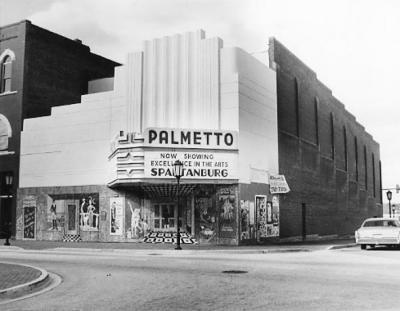 PALMETTO
NOW SHOWING
EXCELLENCE IN THE ARTS
SPARTANBURG